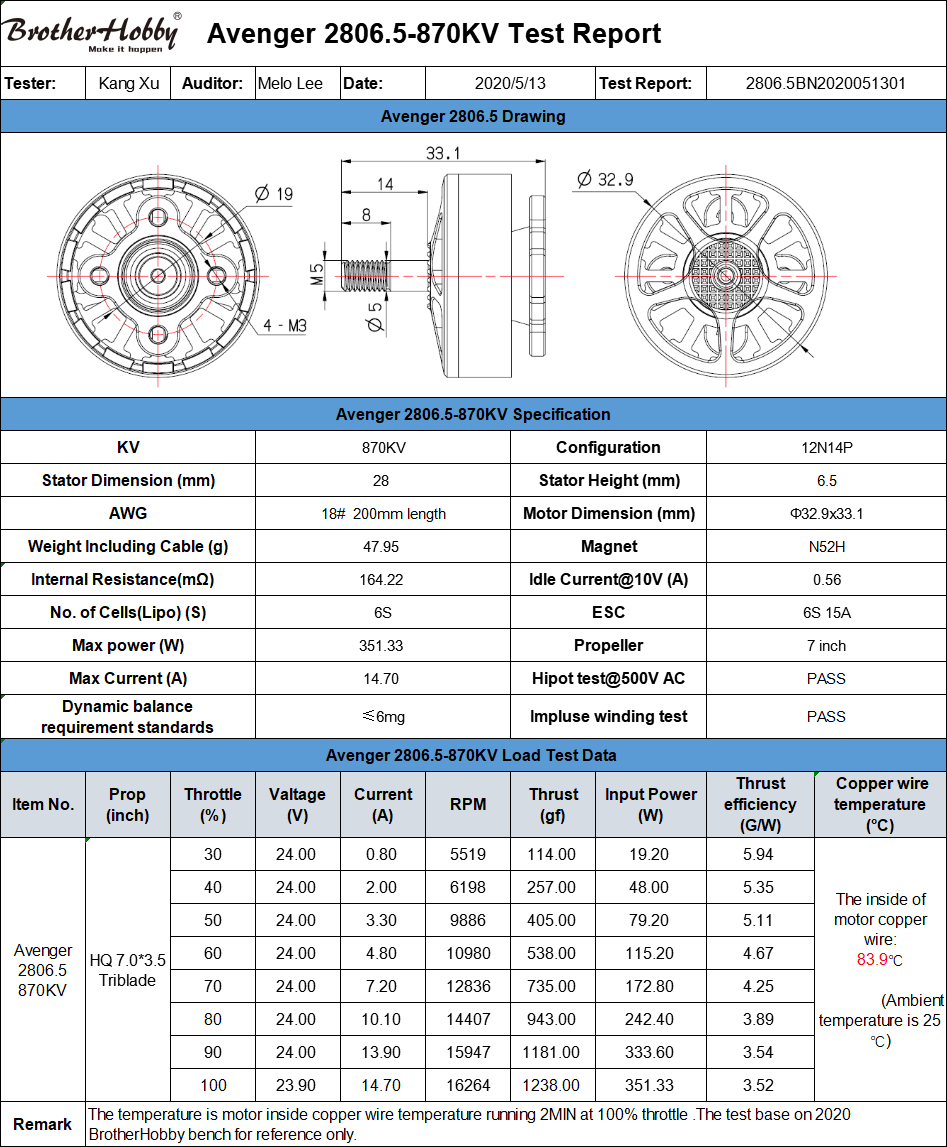 BrotherHobby®
Make it happen
Avenger 2806.5-870KV Test Report
Tester: Kang Xu Auditor: Melo Lee Date: 2020/5/13 Test Report: 2806.5BN2020051301
Avenger 2806.5 Drawing
33.1
14
8
Ø 19
Ø 32.9
M5
Ø5
4 - M3
Avenger 2806.5-870KV Specification
KV 870KV Configuration 12N14P
Stator Dimension (mm) 28 Stator Height (mm) 6.5
AWG 18# 200mm length Motor Dimension (mm) Φ32.9x33.1
Weight Including Cable (g) 47.95 Magnet N52H
Internal Resistance(mΩ) 164.22 Idle Current@10V (A) 0.56
No. of Cells(Lipo) (S) 6S ESC 6S 15A
Max power (W) 351.33 Propeller 7 inch
Max Current (A) 14.70 Hipot test@500V AC PASS
Dynamic balance
requirement standards ≤6mg Impluse winding test PASS
Avenger 2806.5-870KV Load Test Data
Item No. Prop
(inch) Throttle
(%) Valtage
(V) Current
(A) RPM Thrust
(gf) Input Power
(W) Thrust
efficiency
(G/W) Copper wire
temperature
(°C)
Avenger
2806.5
870KV
HQ 7.0*3.5
Triblade
30 24.00 0.80 5519 114.00 19.20 5.94
40 24.00 2.00 6198 257.00 48.00 5.35
50 24.00 3.30 9886 405.00 79.20 5.11
60 24.00 4.80 10980 538.00 115.20 4.67
70 24.00 7.20 12836 735.00 172.80 4.25
80 24.00 10.10 14407 943.00 242.40 3.89
90 24.00 13.90 15947 1181.00 333.60 3.54
100 23.90 14.70 16264 1238.00 351.33 3.52
The inside of
motor copper
wire:
83.9℃
(Ambient
temperature is 25
℃)
Remark
The temperature is motor inside copper wire temperature running 2MIN at 100% throttle .The test base on 2020
BrotherHobby bench for reference only.